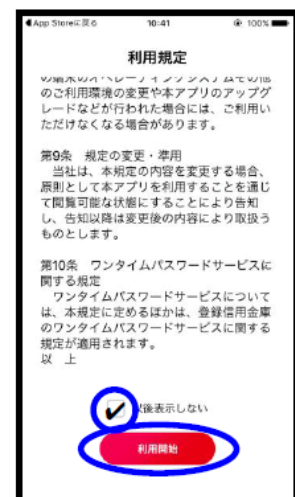 App Storeに戻る 10:41 100%
利用規定
の端末のオペレーティングシステムその他
のご利用環境の変更や本アプリのアップグ
レードなどが行われた場合には、ご利用い
ただけなくなる場合があります。
第9条 規定の変更・準用
当社は、本規定の内容を変更する場合、
原則として本アプリを利用することを通じ
て閲覧可能な状態にすることにより告知
し、告知以降は変更後の内容により取扱う
ものとします。
第10条 ワンタイムパスワードサービスに
関する規定
ワンタイムパスワードサービスについて
は、本規定に定めるほかは、登録信用金庫
のワンタイムパスワードサービスに関する
規定が適用されます。
以 上
後表示しない
利用開始